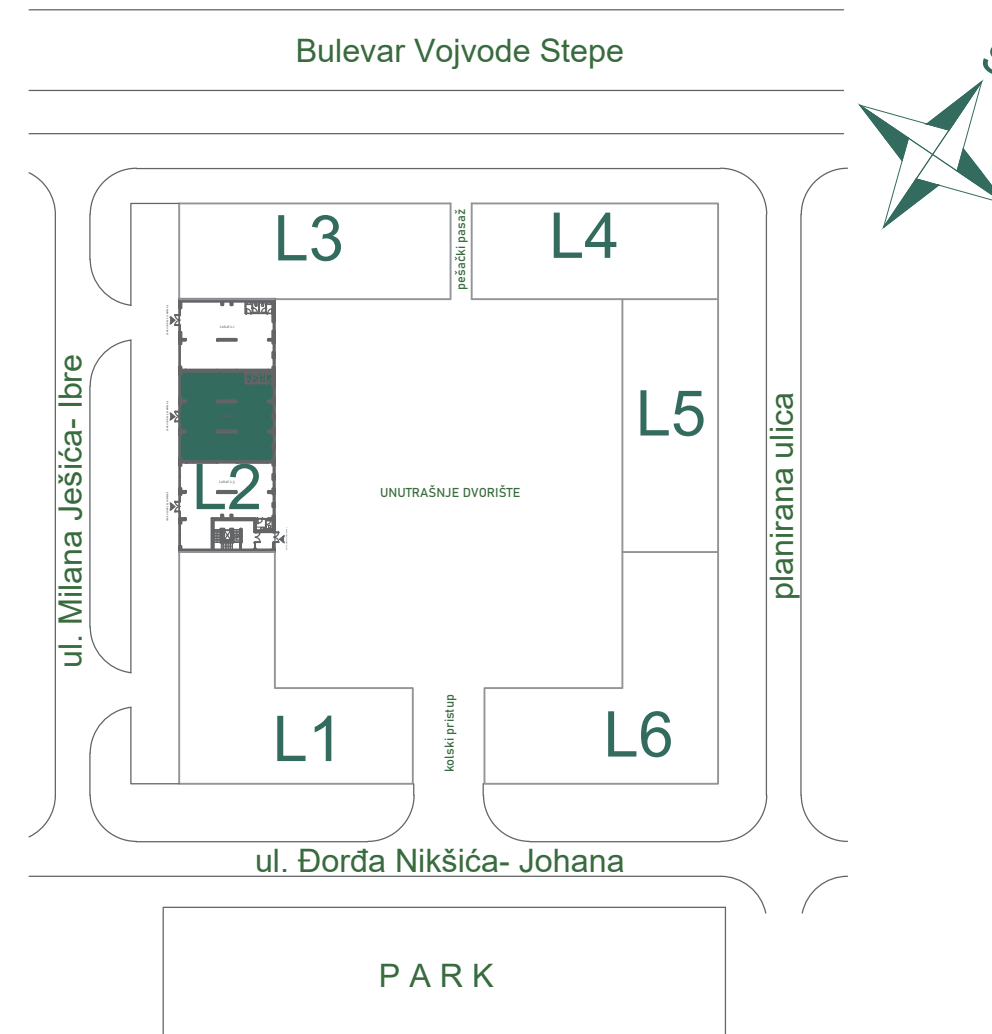 Bulevar Vojvode Stepe
S
L3
pešački pasaž
L4
ul. Milana Ješića- Ibre
L5
planirana ulica
L2
UNUTRAŠNJE DVORIŠTE
kolski pristup
L1
L6
ul. Đorđa Nikšića- Johana
PARK